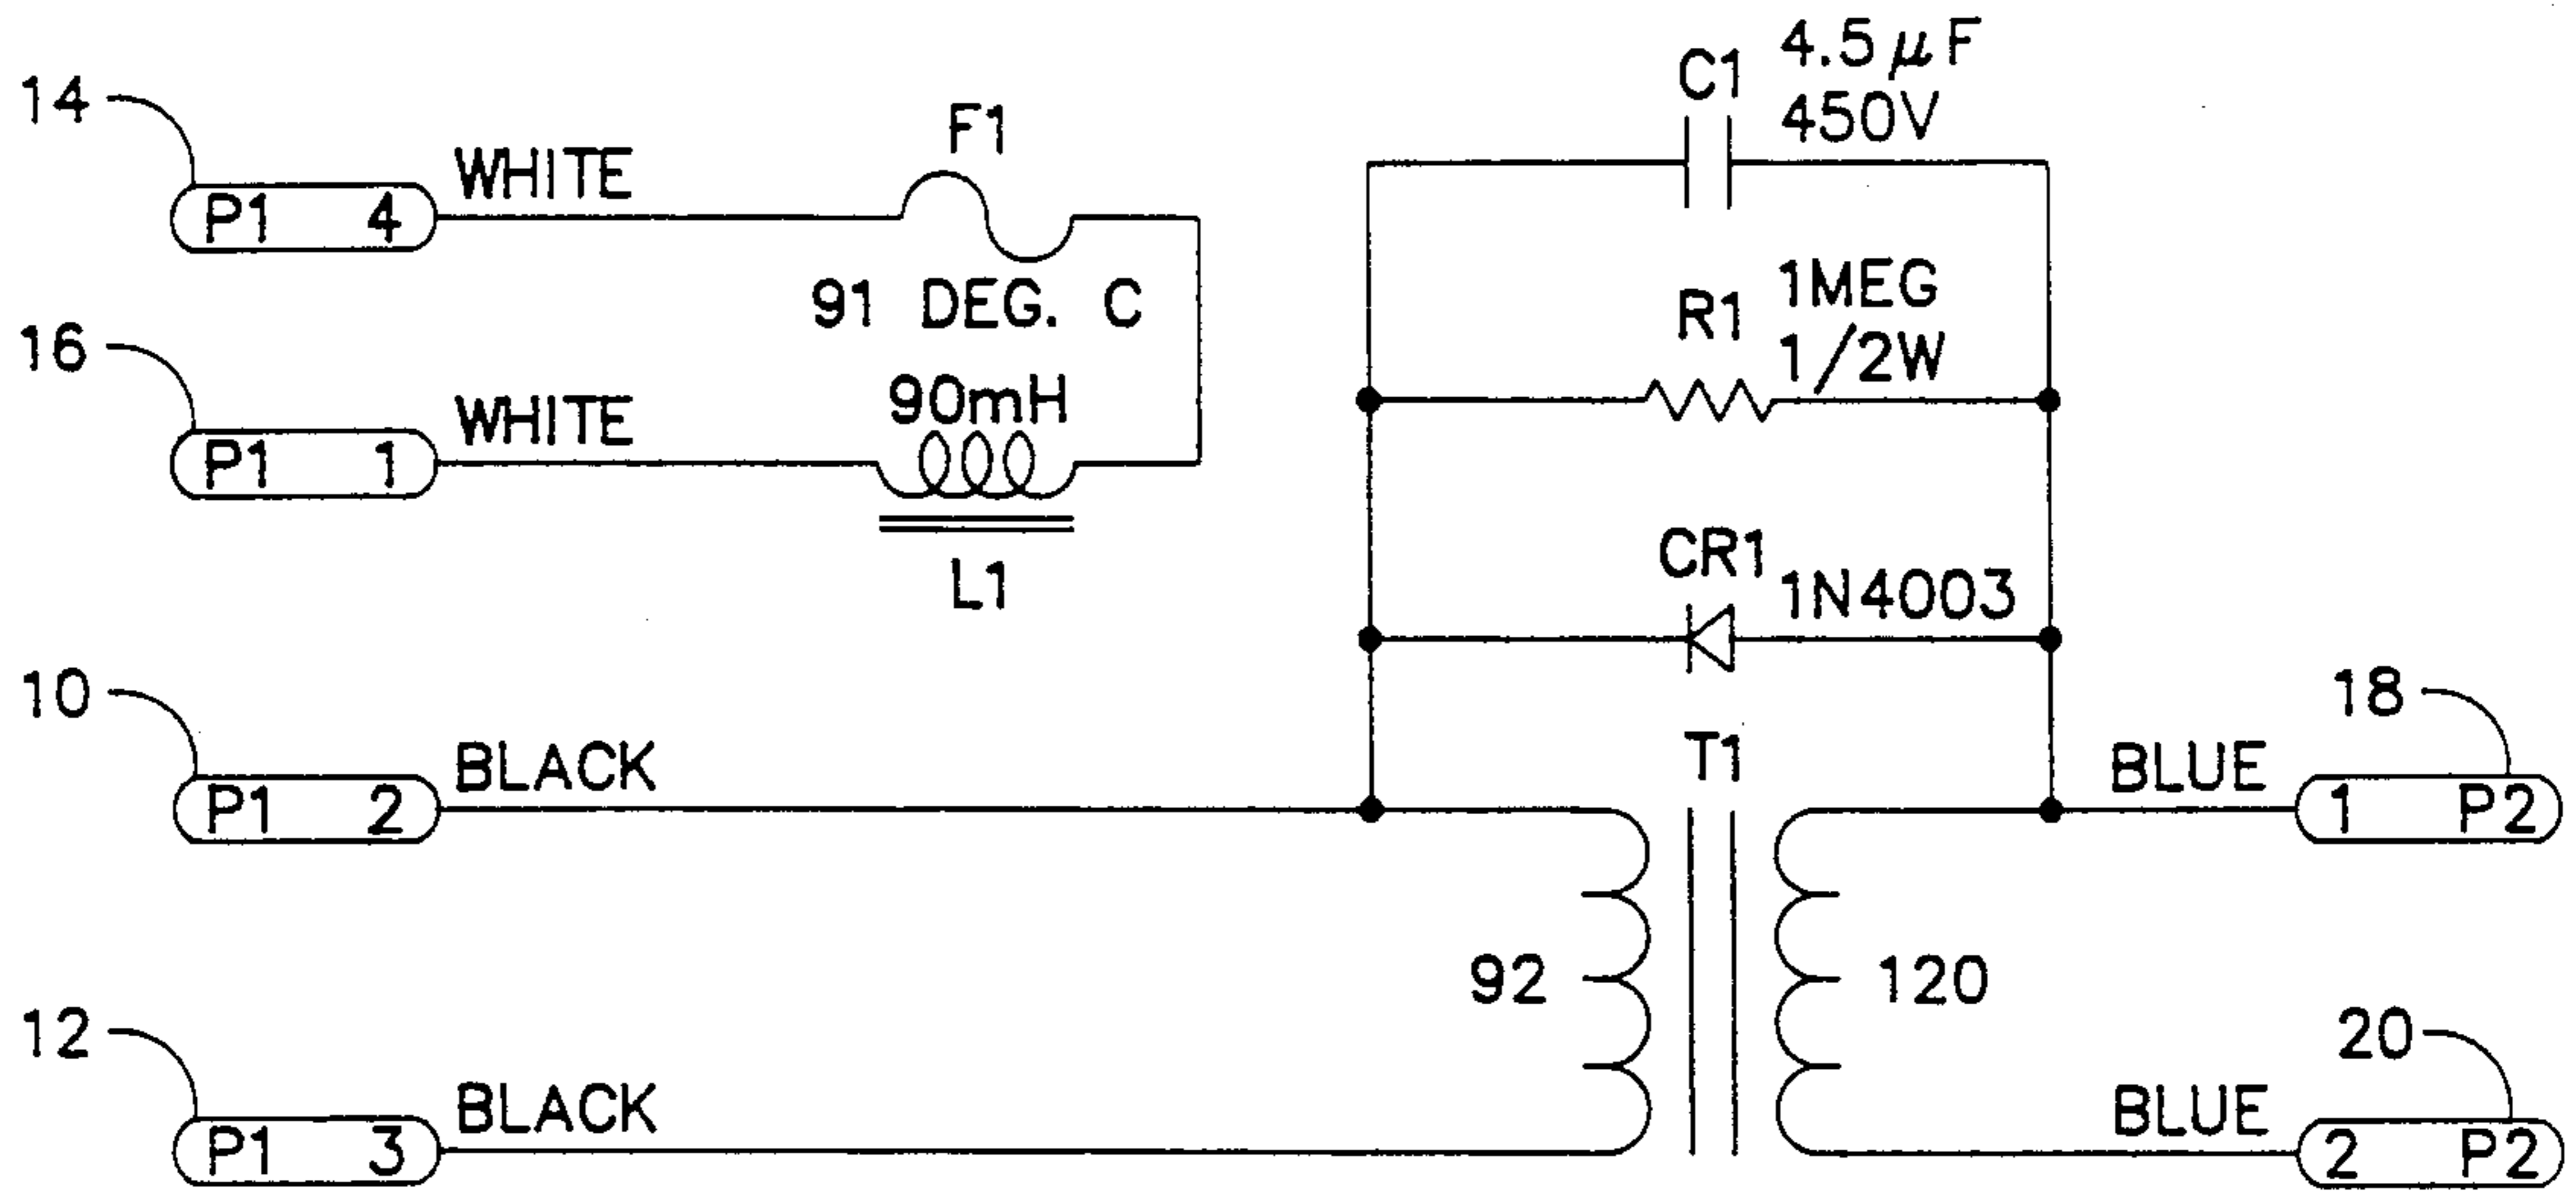 14
P1 4
WHITE
F1
91 DEG. C
16
P1 1
WHITE
90mH
L1
C1
4.5μF
450V
R1
1MEG
1/2W
CR1
1N4003
10
P1 2
BLACK
T1
18
BLUE
1 P2
92
120
12
P1 3
BLACK
20
BLUE
2 P2